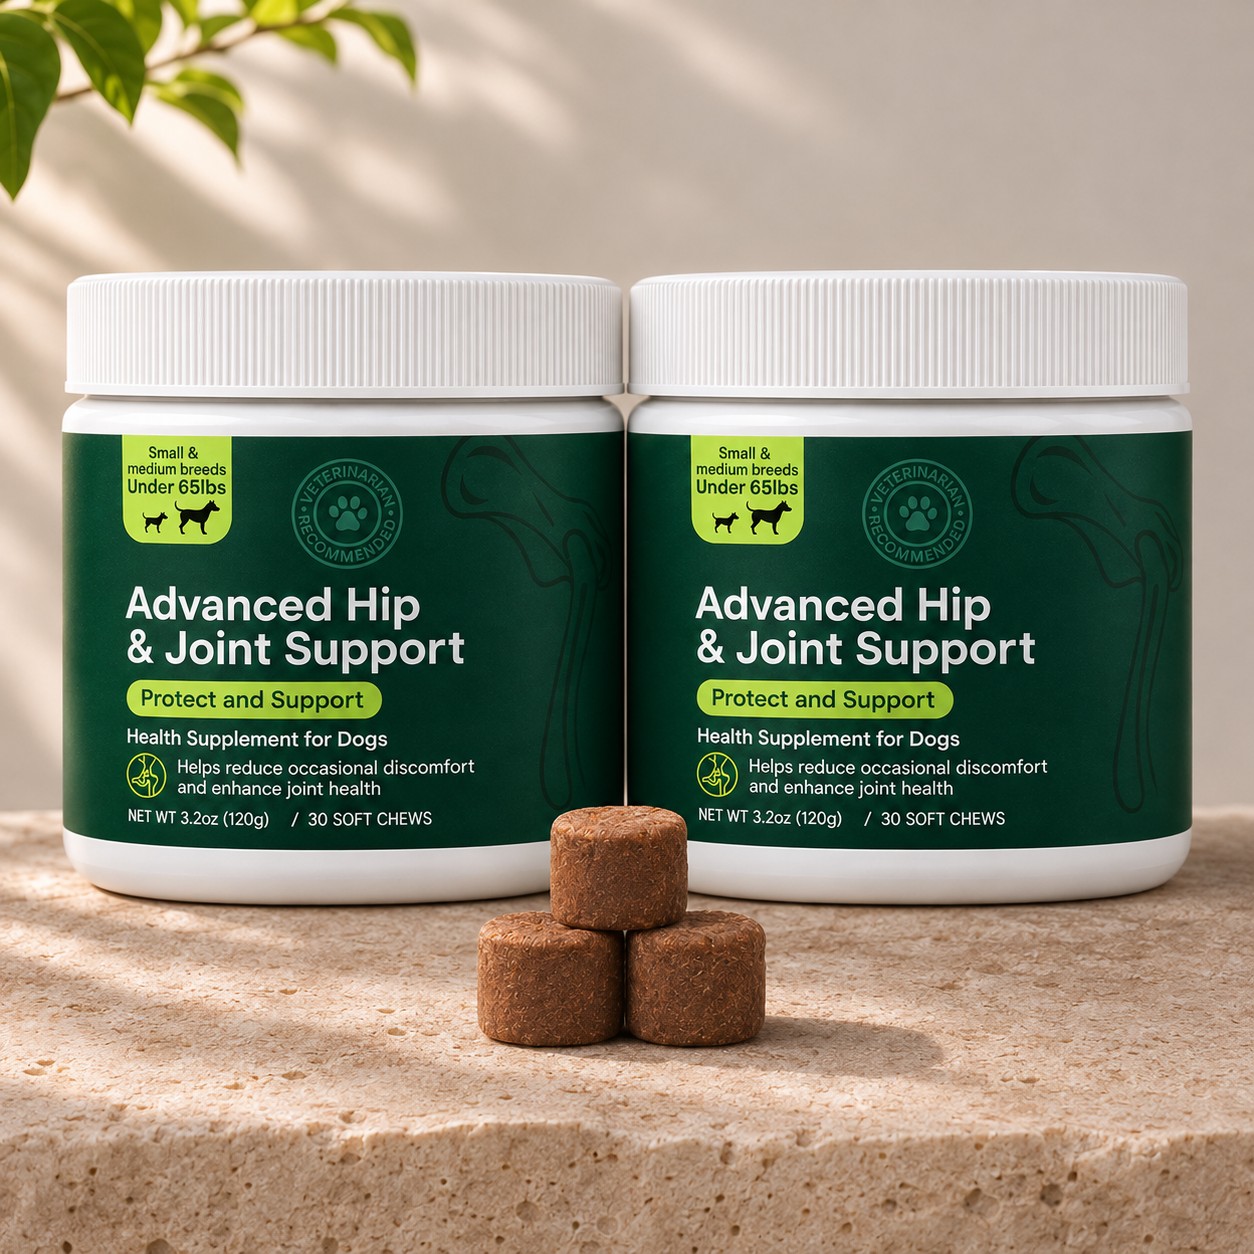 Small &
medium breeds
Under 65lbs
VETERINARIAN
RECOMMENDED
Advanced Hip
& Joint Support
Protect and Support
Health Supplement for Dogs
Helps reduce occasional discomfort
and enhance joint health
NET WT 3.2oz (120g) / 30 SOFT CHEWS
Small &
medium breeds
Under 65lbs
VETERINARIAN
RECOMMENDED
Advanced Hip
& Joint Support
Protect and Support
Health Supplement for Dogs
Helps reduce occasional discomfort
and enhance joint health
NET WT 3.2oz (120g) / 30 SOFT CHEWS